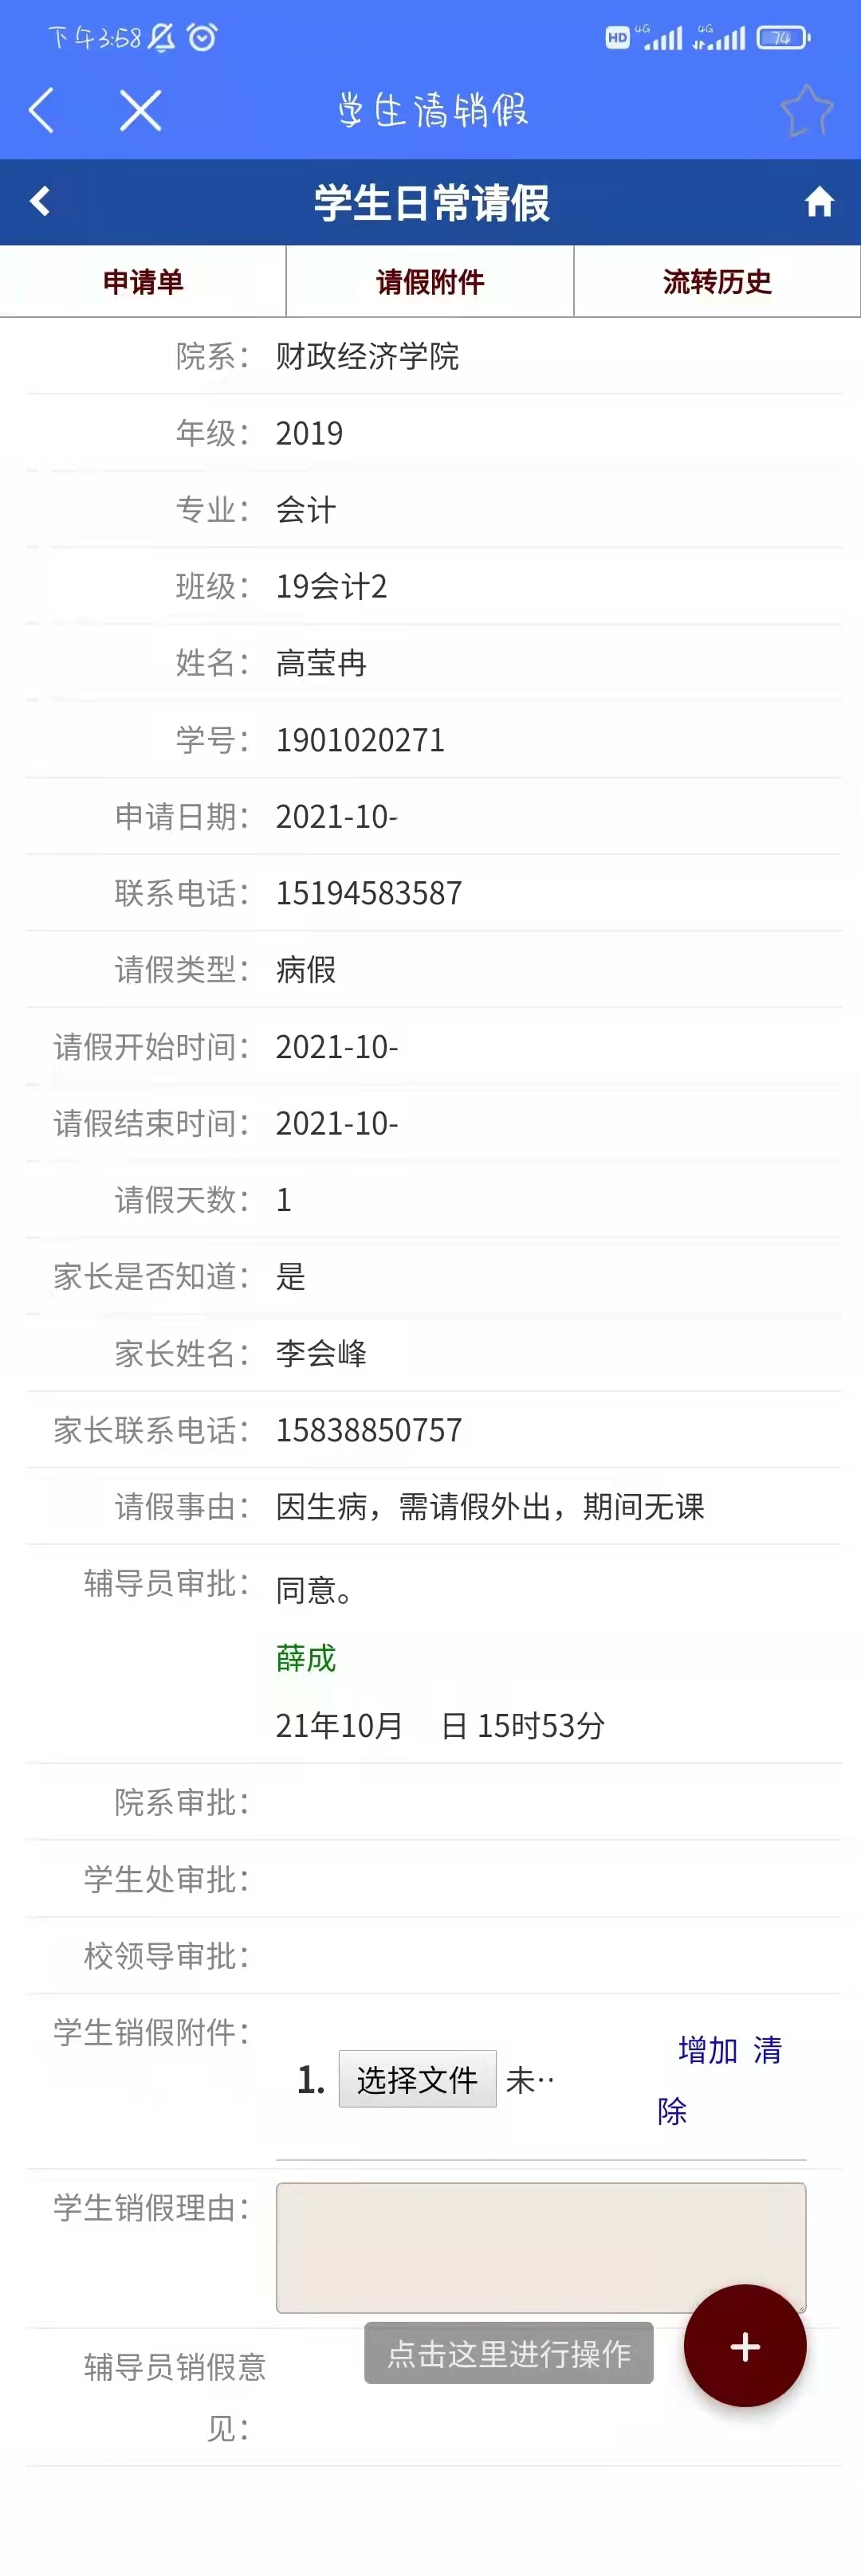 下午3:58 HD 4G 4G 74
学生请销假
学生日常请假
申请单 请假附件 流转历史
院系： 财政经济学院
年级： 2019
专业： 会计
班级： 19会计2
姓名： 高莹冉
学号： 1901020271
申请日期： 2021-10-
联系电话： 15194583587
请假类型： 病假
请假开始时间： 2021-10-
请假结束时间： 2021-10-
请假天数： 1
家长是否知道： 是
家长姓名： 李会峰
家长联系电话： 15838850757
请假事由： 因生病，需请假外出，期间无课
辅导员审批： 同意。
薛成
21年10月 日 15时53分
院系审批：
学生处审批：
校领导审批：
学生销假附件：
增加 清
1. 选择文件 未··
除
学生销假理由：
点击这里进行操作
辅导员销假意
见：